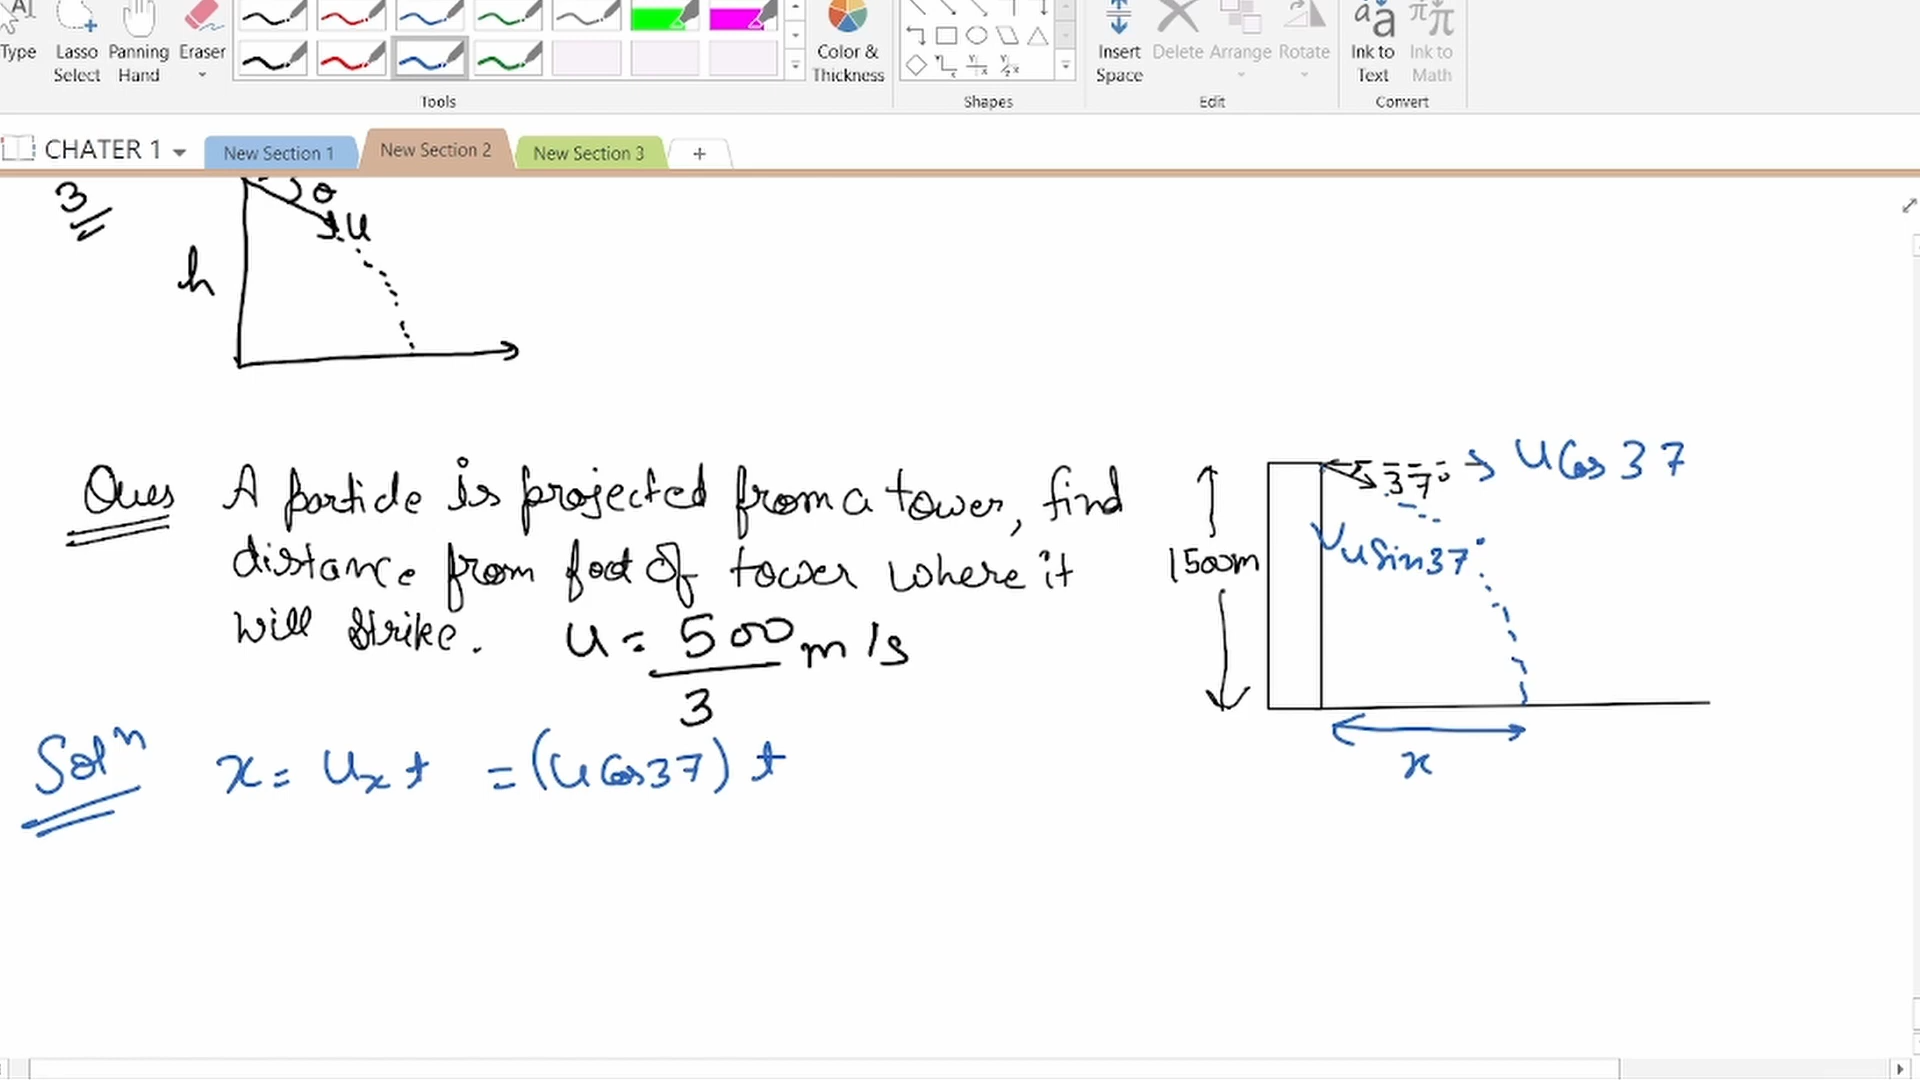 Type
Lasso Select
Panning Hand
Eraser
Color & Thickness
Insert Space
Delete
Arrange
Rotate
Ink to Text
Ink to Math
Tools
Shapes
Edit
Convert
CHATER 1
New Section 1
New Section 2
New Section 3
+
3
θ
u
h
Ques A particle is projected from a tower, find
distance from foot of tower where it
will strike. u = 500/3 m/s
1500m
37°
u Cos 37
u Sin 37°
x
Solⁿ x = Uₓ t = (u Cos 37) t